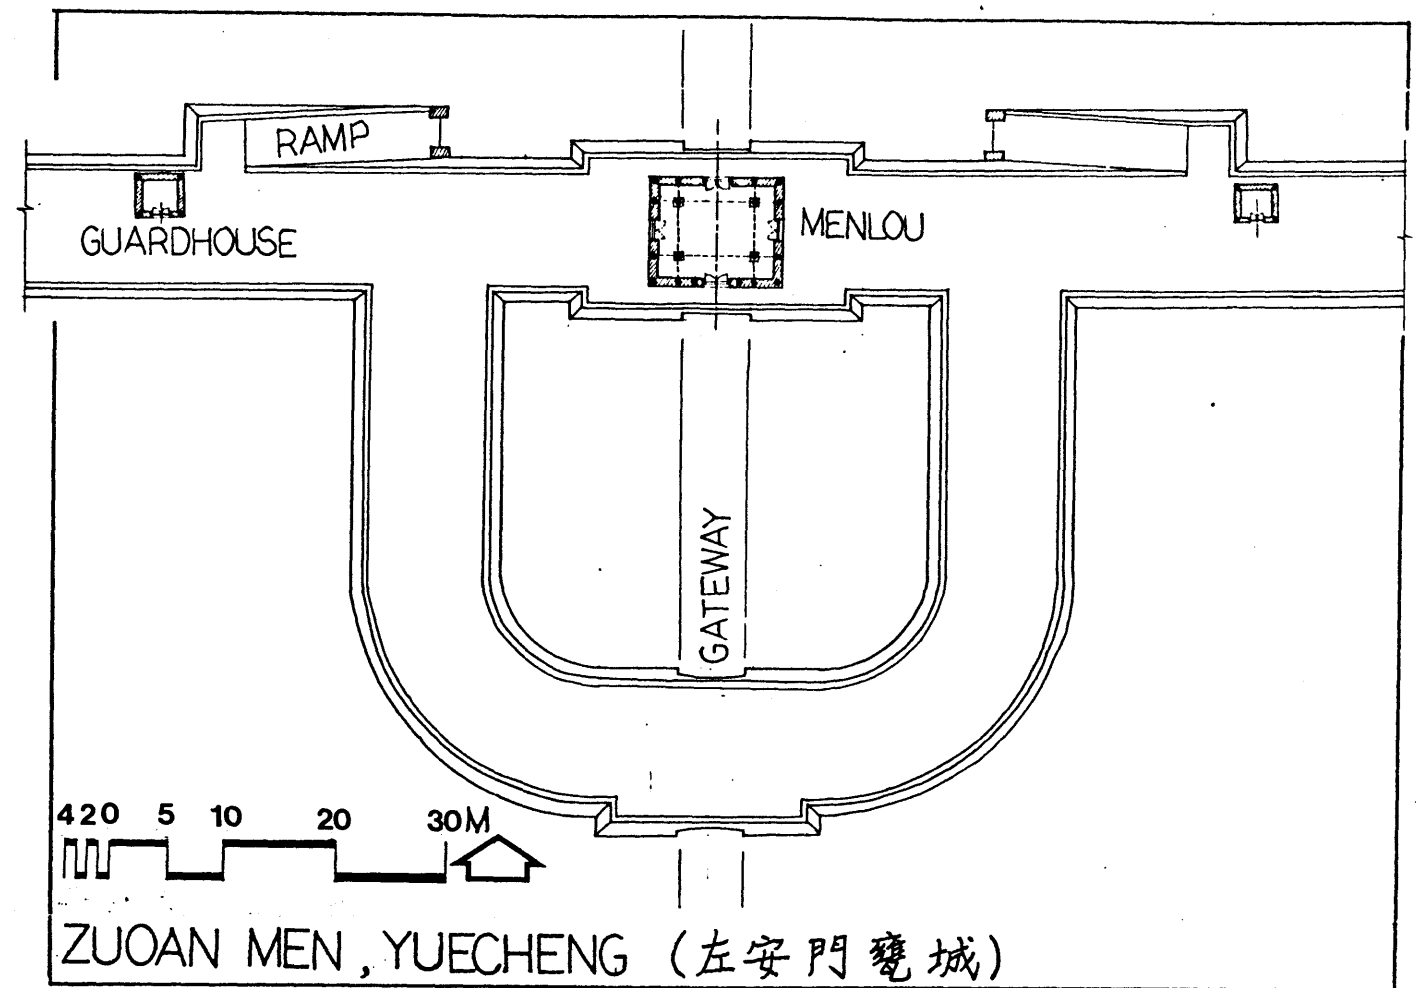 RAMP
GUARDHOUSE
MENLOU
GATEWAY
4 2 0 5 10 20 30M
ZUOAN MEN, YUECHENG (左安門甕城)